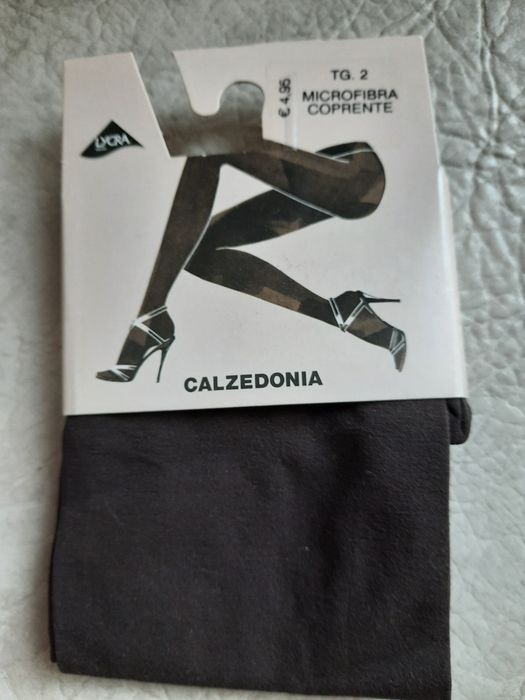 TG. 2
MICROFIBRA
COPRENTE
€ 4,95
LYCRA
CALZEDONIA